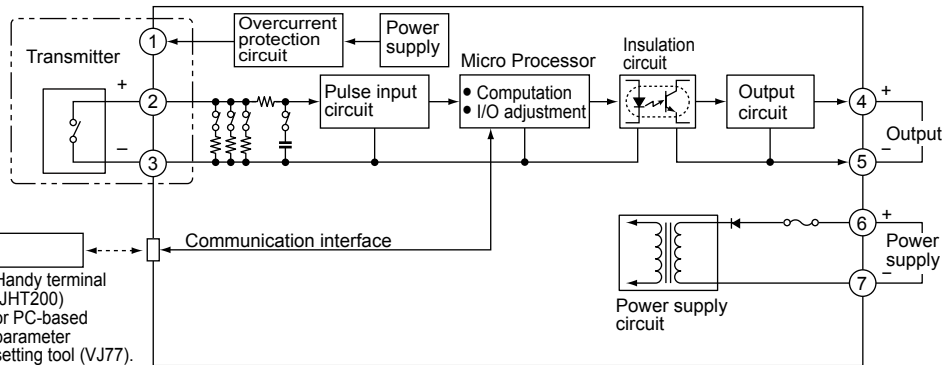 Transmitter
+
−
1
2
3
Overcurrent
protection
circuit
Power
supply
Pulse input
circuit
Micro Processor
• Computation
• I/O adjustment
Insulation
circuit
Output
circuit
4
+
Output
−
5
Communication interface
Handy terminal
JHT200)
or PC-based
parameter
setting tool (VJ77).
Power supply
circuit
6
+
Power
supply
−
7